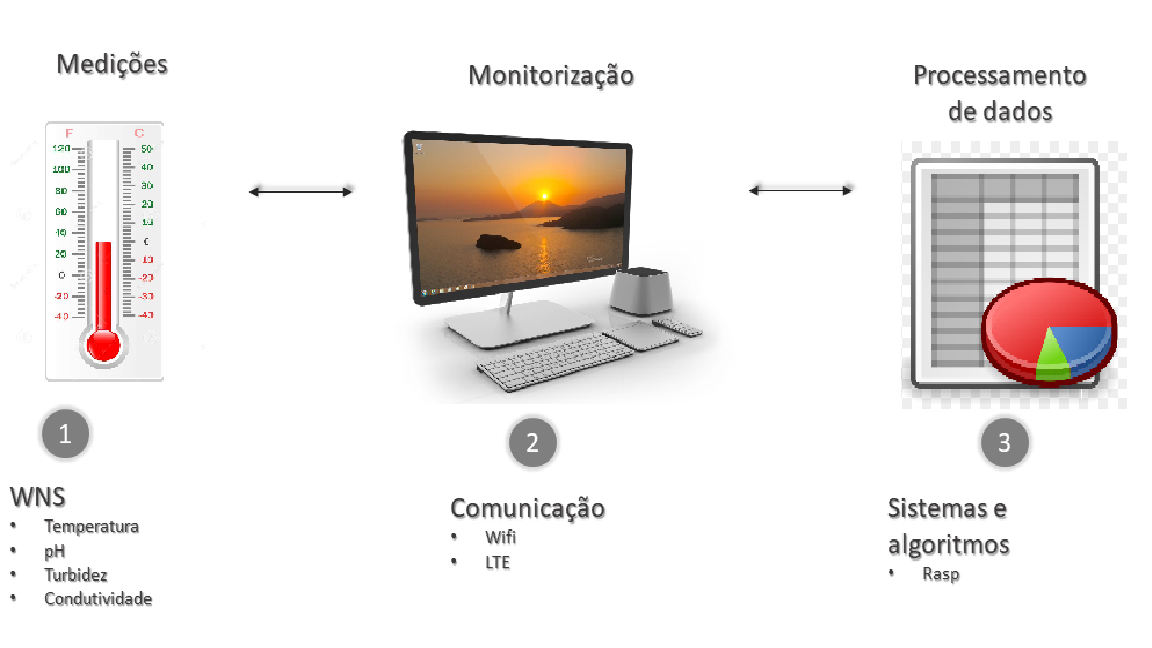 Medições
Monitorização
Processamento
de dados
F C
120
100
80
60
40
20
0
-20
-40
50
40
30
20
10
0
-10
-20
-30
-40
1
2
3
WNS
• Temperatura
• pH
• Turbidez
• Condutividade
Comunicação
• Wifi
• LTE
Sistemas e
algoritmos
• Rasp